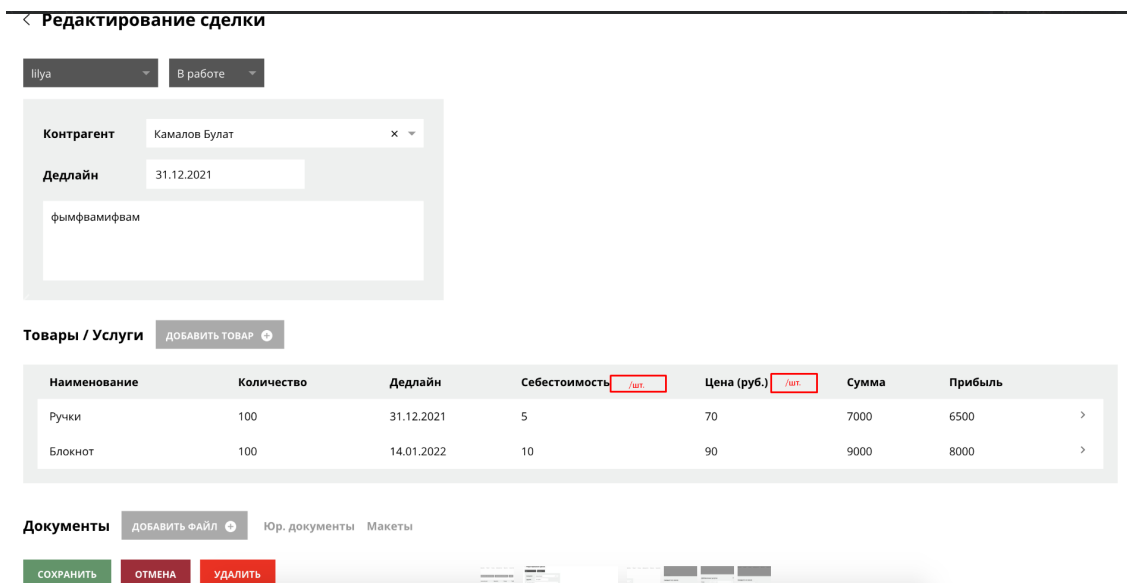 Редактирование сделки
lilya В работе
Контрагент Камалов Булат
Дедлайн 31.12.2021
фымфвамифвам
Товары / Услуги ДОБАВИТЬ ТОВАР
Наименование Количество Дедлайн Себестоимость /шт. Цена (руб.) /шт. Сумма Прибыль
Ручки 100 31.12.2021 5 70 7000 6500
Блокнот 100 14.01.2022 10 90 9000 8000
Документы ДОБАВИТЬ ФАЙЛ Юр. документы Макеты
СОХРАНИТЬ ОТМЕНА УДАЛИТЬ